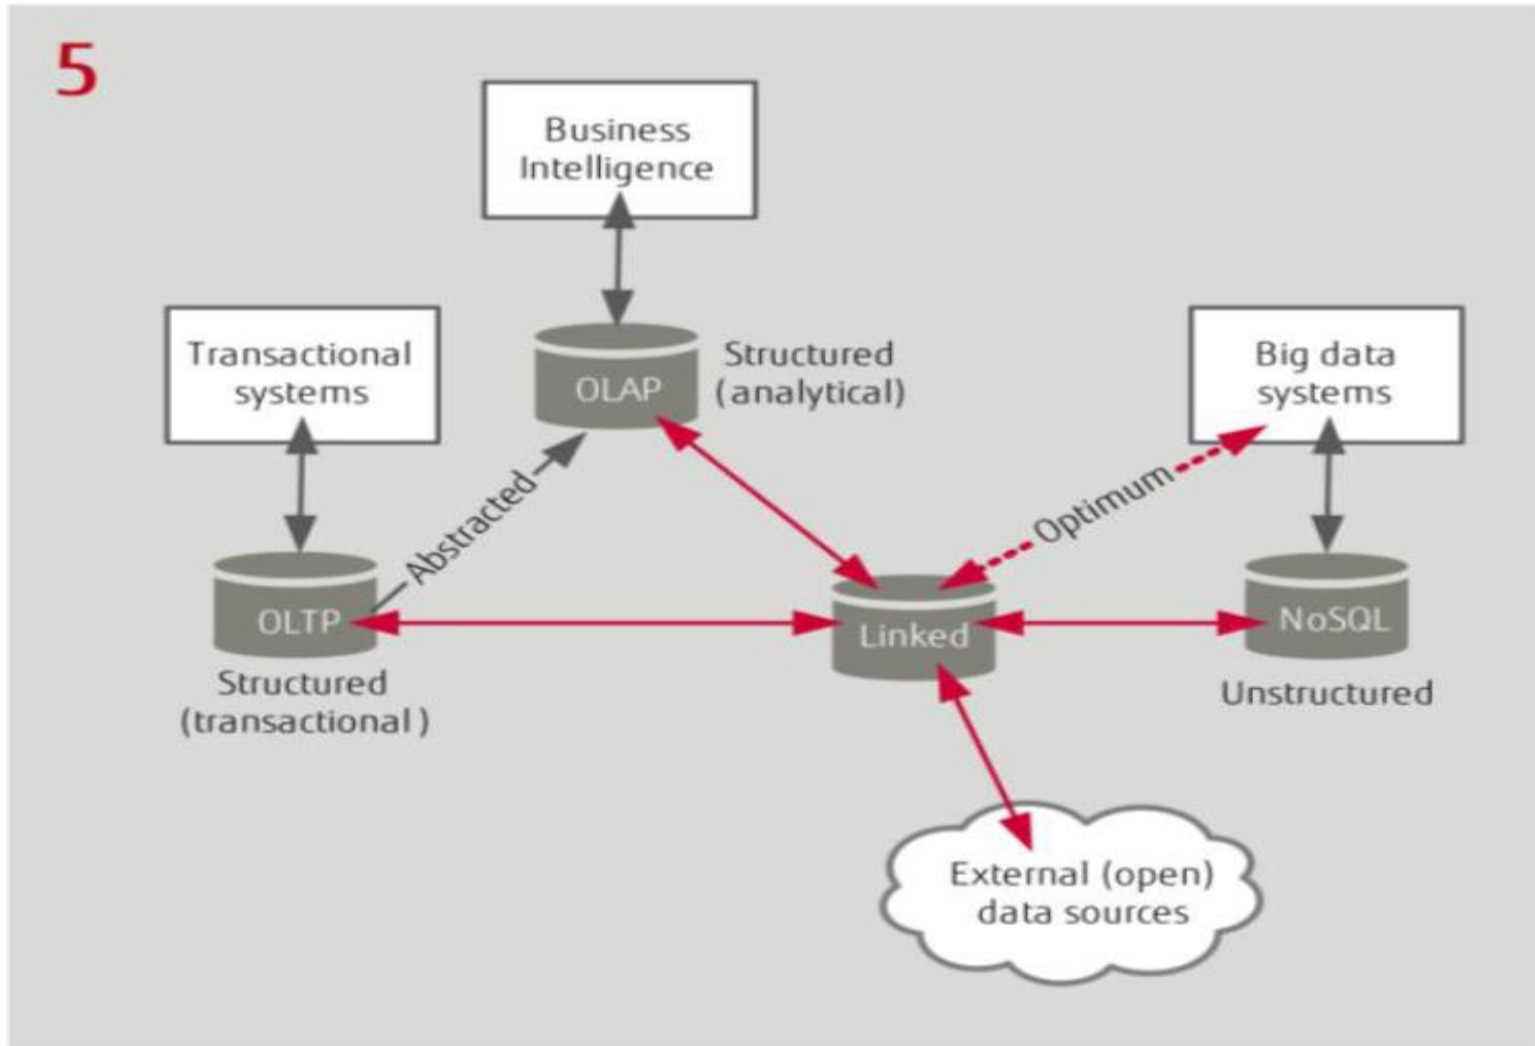 5
Business
Intelligence
Transactional
systems
OLAP
Structured
(analytical)
Big data
systems
Abstracted
Optimum
OLTP
Linked
NoSQL
Structured
(transactional)
Unstructured
External (open)
data sources